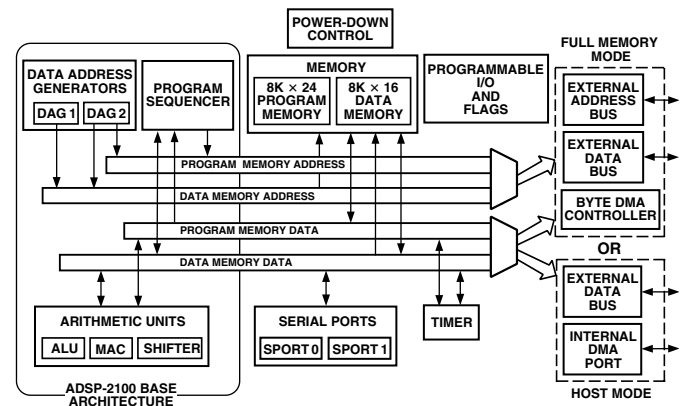 POWER-DOWN
CONTROL
FULL MEMORY
MODE
DATA ADDRESS
GENERATORS
DAG 1
DAG 2
PROGRAM
SEQUENCER
MEMORY
8K × 24
PROGRAM
MEMORY
8K × 16
DATA
MEMORY
PROGRAMMABLE
I/O
AND
FLAGS
EXTERNAL
ADDRESS
BUS
EXTERNAL
DATA
BUS
BYTE DMA
CONTROLLER
PROGRAM MEMORY ADDRESS
DATA MEMORY ADDRESS
PROGRAM MEMORY DATA
DATA MEMORY DATA
OR
EXTERNAL
DATA
BUS
INTERNAL
DMA
PORT
HOST MODE
ARITHMETIC UNITS
ALU
MAC
SHIFTER
SERIAL PORTS
SPORT 0
SPORT 1
TIMER
ADSP-2100 BASE
ARCHITECTURE